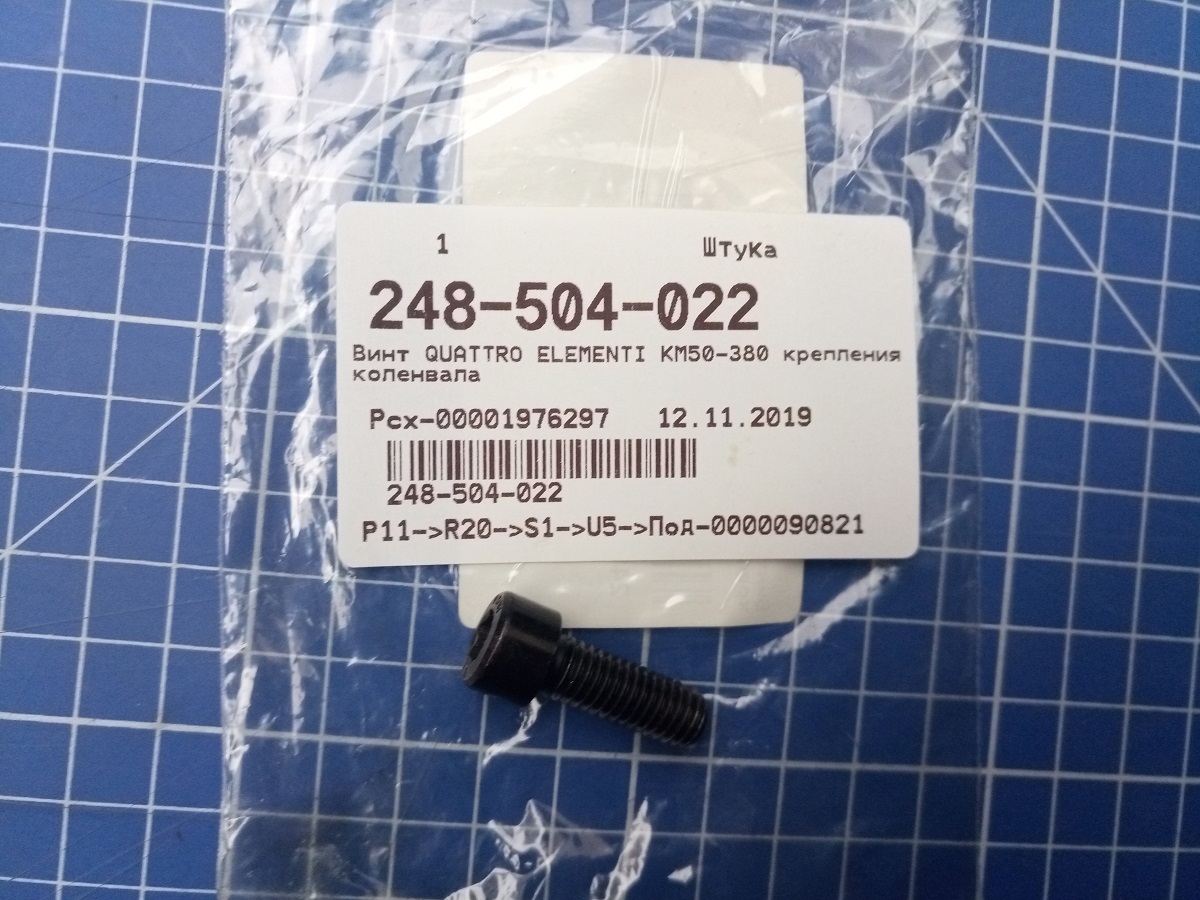 1 Штука
248-504-022
Винт QUATTRO ELEMENTI KM50-380 крепления
коленвала
Рсх-00001976297 12.11.2019
248-504-022
P11->R20->S1->U5->Под-0000090821